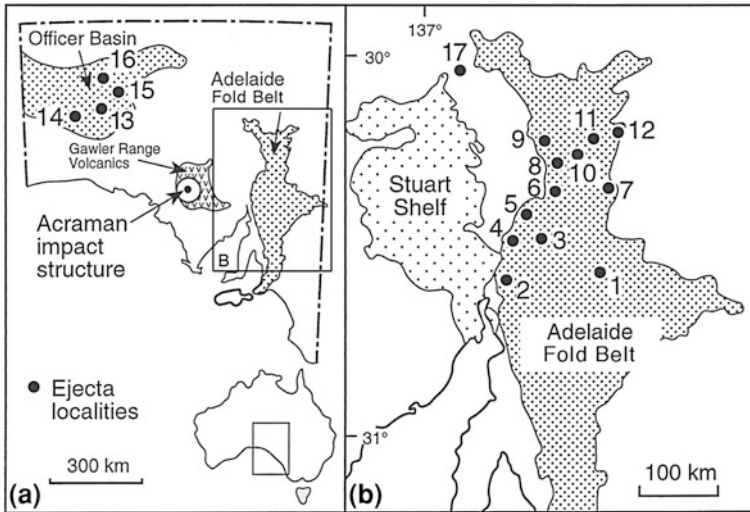 Officer Basin
16
15
14
13
Adelaide
Fold Belt
Gawler Range
Volcanics
Acraman
impact
structure
B
Ejecta
localities
300 km
(a)
137°
30°
17
9
11
12
8
10
6
7
Stuart
Shelf
5
4
3
2
1
Adelaide
Fold Belt
31°
100 km
(b)